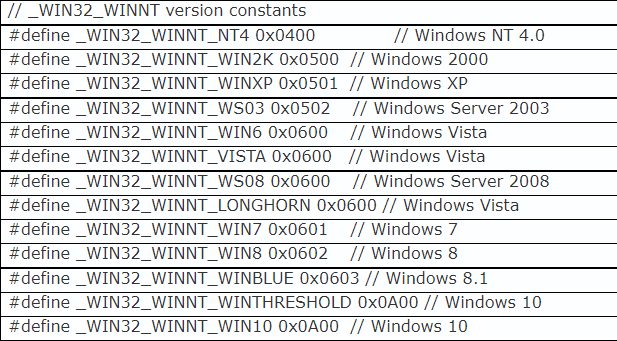 // _WIN32_WINNT version constants
#define _WIN32_WINNT_NT4 0x0400 // Windows NT 4.0
#define _WIN32_WINNT_WIN2K 0x0500 // Windows 2000
#define _WIN32_WINNT_WINXP 0x0501 // Windows XP
#define _WIN32_WINNT_WS03 0x0502 // Windows Server 2003
#define _WIN32_WINNT_WIN6 0x0600 // Windows Vista
#define _WIN32_WINNT_VISTA 0x0600 // Windows Vista
#define _WIN32_WINNT_WS08 0x0600 // Windows Server 2008
#define _WIN32_WINNT_LONGHORN 0x0600 // Windows Vista
#define _WIN32_WINNT_WIN7 0x0601 // Windows 7
#define _WIN32_WINNT_WIN8 0x0602 // Windows 8
#define _WIN32_WINNT_WINBLUE 0x0603 // Windows 8.1
#define _WIN32_WINNT_WINTHRESHOLD 0x0A00 // Windows 10
#define _WIN32_WINNT_WIN10 0x0A00 // Windows 10